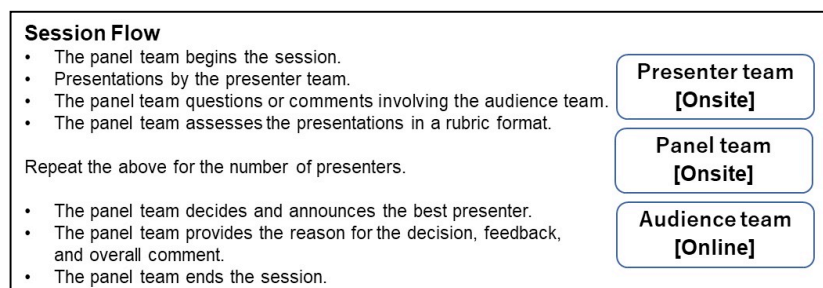 Session Flow
• The panel team begins the session.
• Presentations by the presenter team.
• The panel team questions or comments involving the audience team.
• The panel team assesses the presentations in a rubric format.
Repeat the above for the number of presenters.
• The panel team decides and announces the best presenter.
• The panel team provides the reason for the decision, feedback,
and overall comment.
• The panel team ends the session.
Presenter team
[Onsite]
Panel team
[Onsite]
Audience team
[Online]